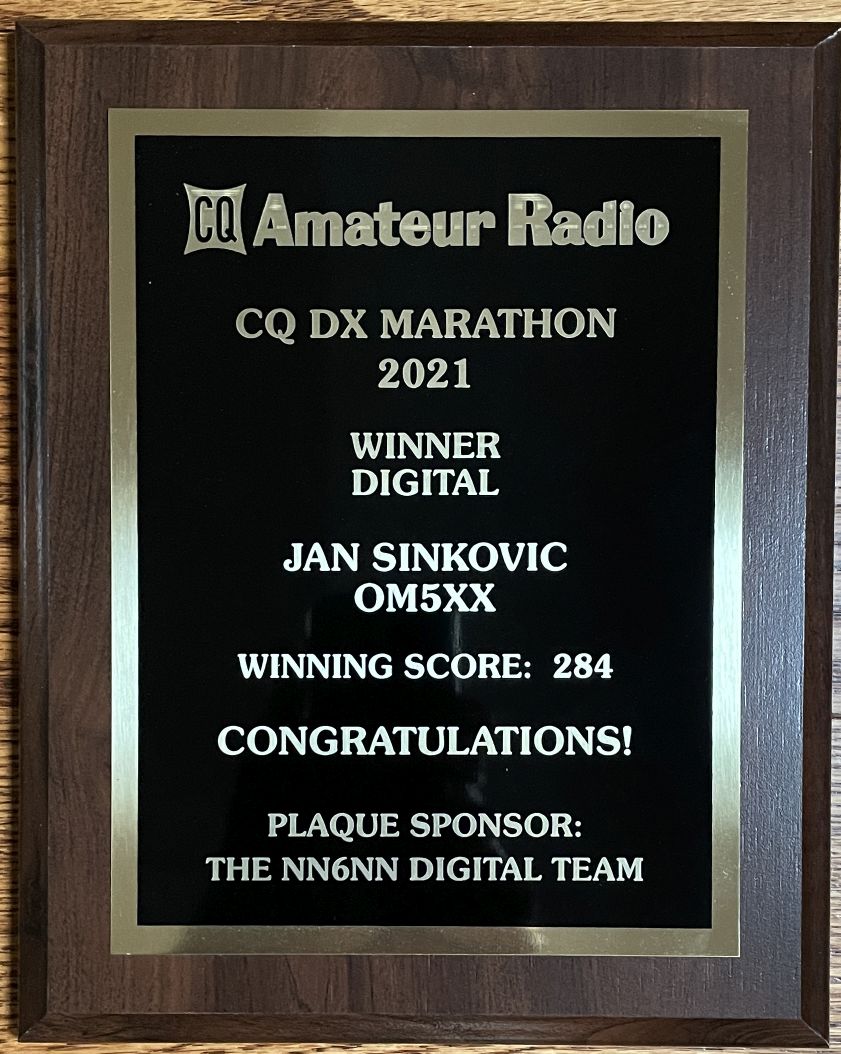 CQ Amateur Radio
CQ DX MARATHON
2021
WINNER
DIGITAL
JAN SINKOVIC
OM5XX
WINNING SCORE: 284
CONGRATULATIONS!
PLAQUE SPONSOR:
THE NN6NN DIGITAL TEAM